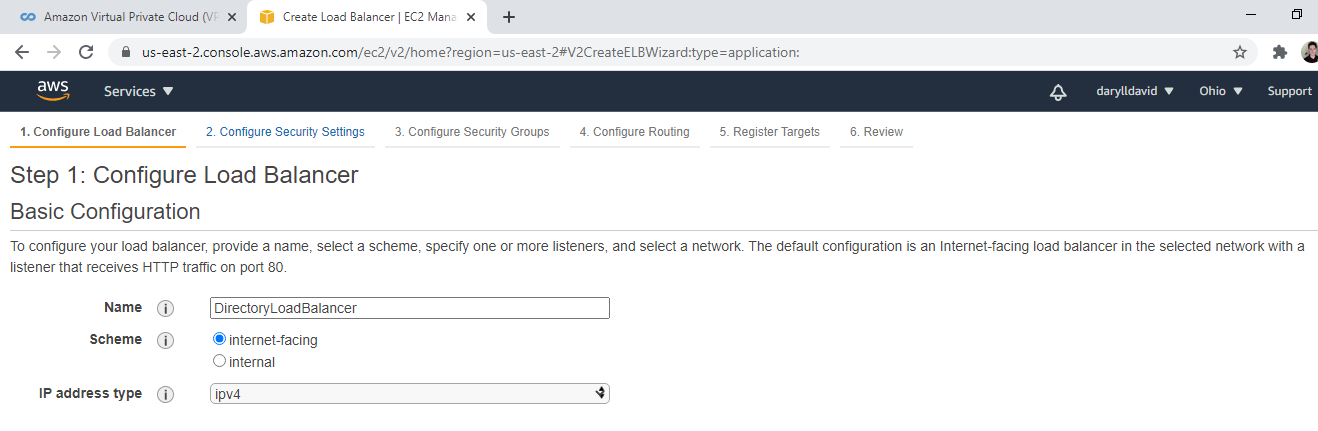 Amazon Virtual Private Cloud (VP
Create Load Balancer | EC2 Mana
us-east-2.console.aws.amazon.com/ec2/v2/home?region=us-east-2#V2CreateELBWizard:type=application:
aws Services darylldavid Ohio Support
1. Configure Load Balancer 2. Configure Security Settings 3. Configure Security Groups 4. Configure Routing 5. Register Targets 6. Review
Step 1: Configure Load Balancer
Basic Configuration
To configure your load balancer, provide a name, select a scheme, specify one or more listeners, and select a network. The default configuration is an Internet-facing load balancer in the selected network with a
listener that receives HTTP traffic on port 80.
Name i DirectoryLoadBalancer
Scheme i internet-facing
internal
IP address type i ipv4